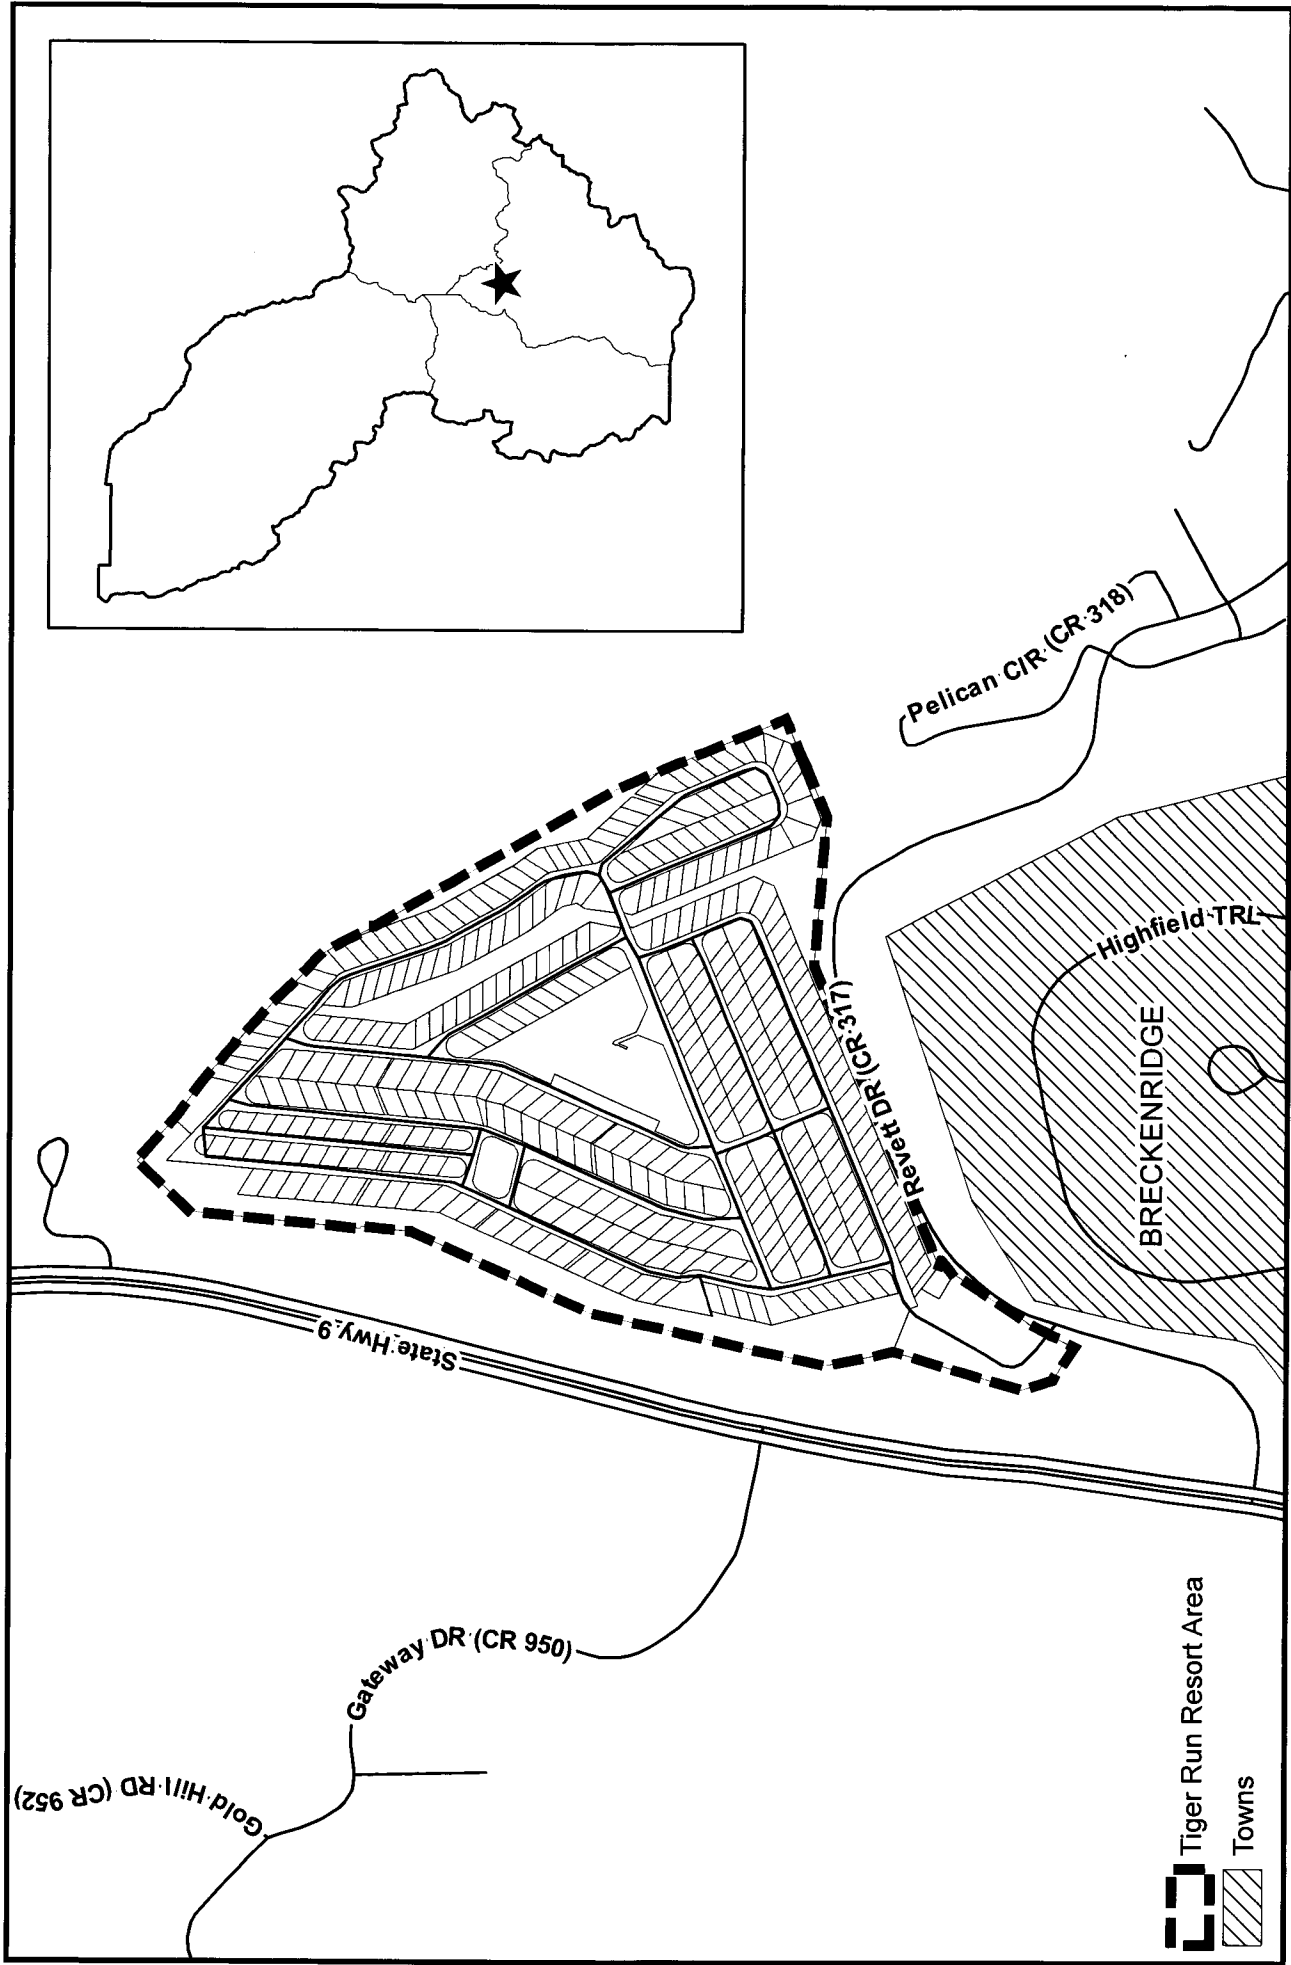 Gold Hill RD (CR 952)
Gateway DR (CR 950)
State Hwy 9
Pelican CIR (CR 318)
Revett DR (CR 317)
Highfield TRL
BRECKENRIDGE
Tiger Run Resort Area
Towns